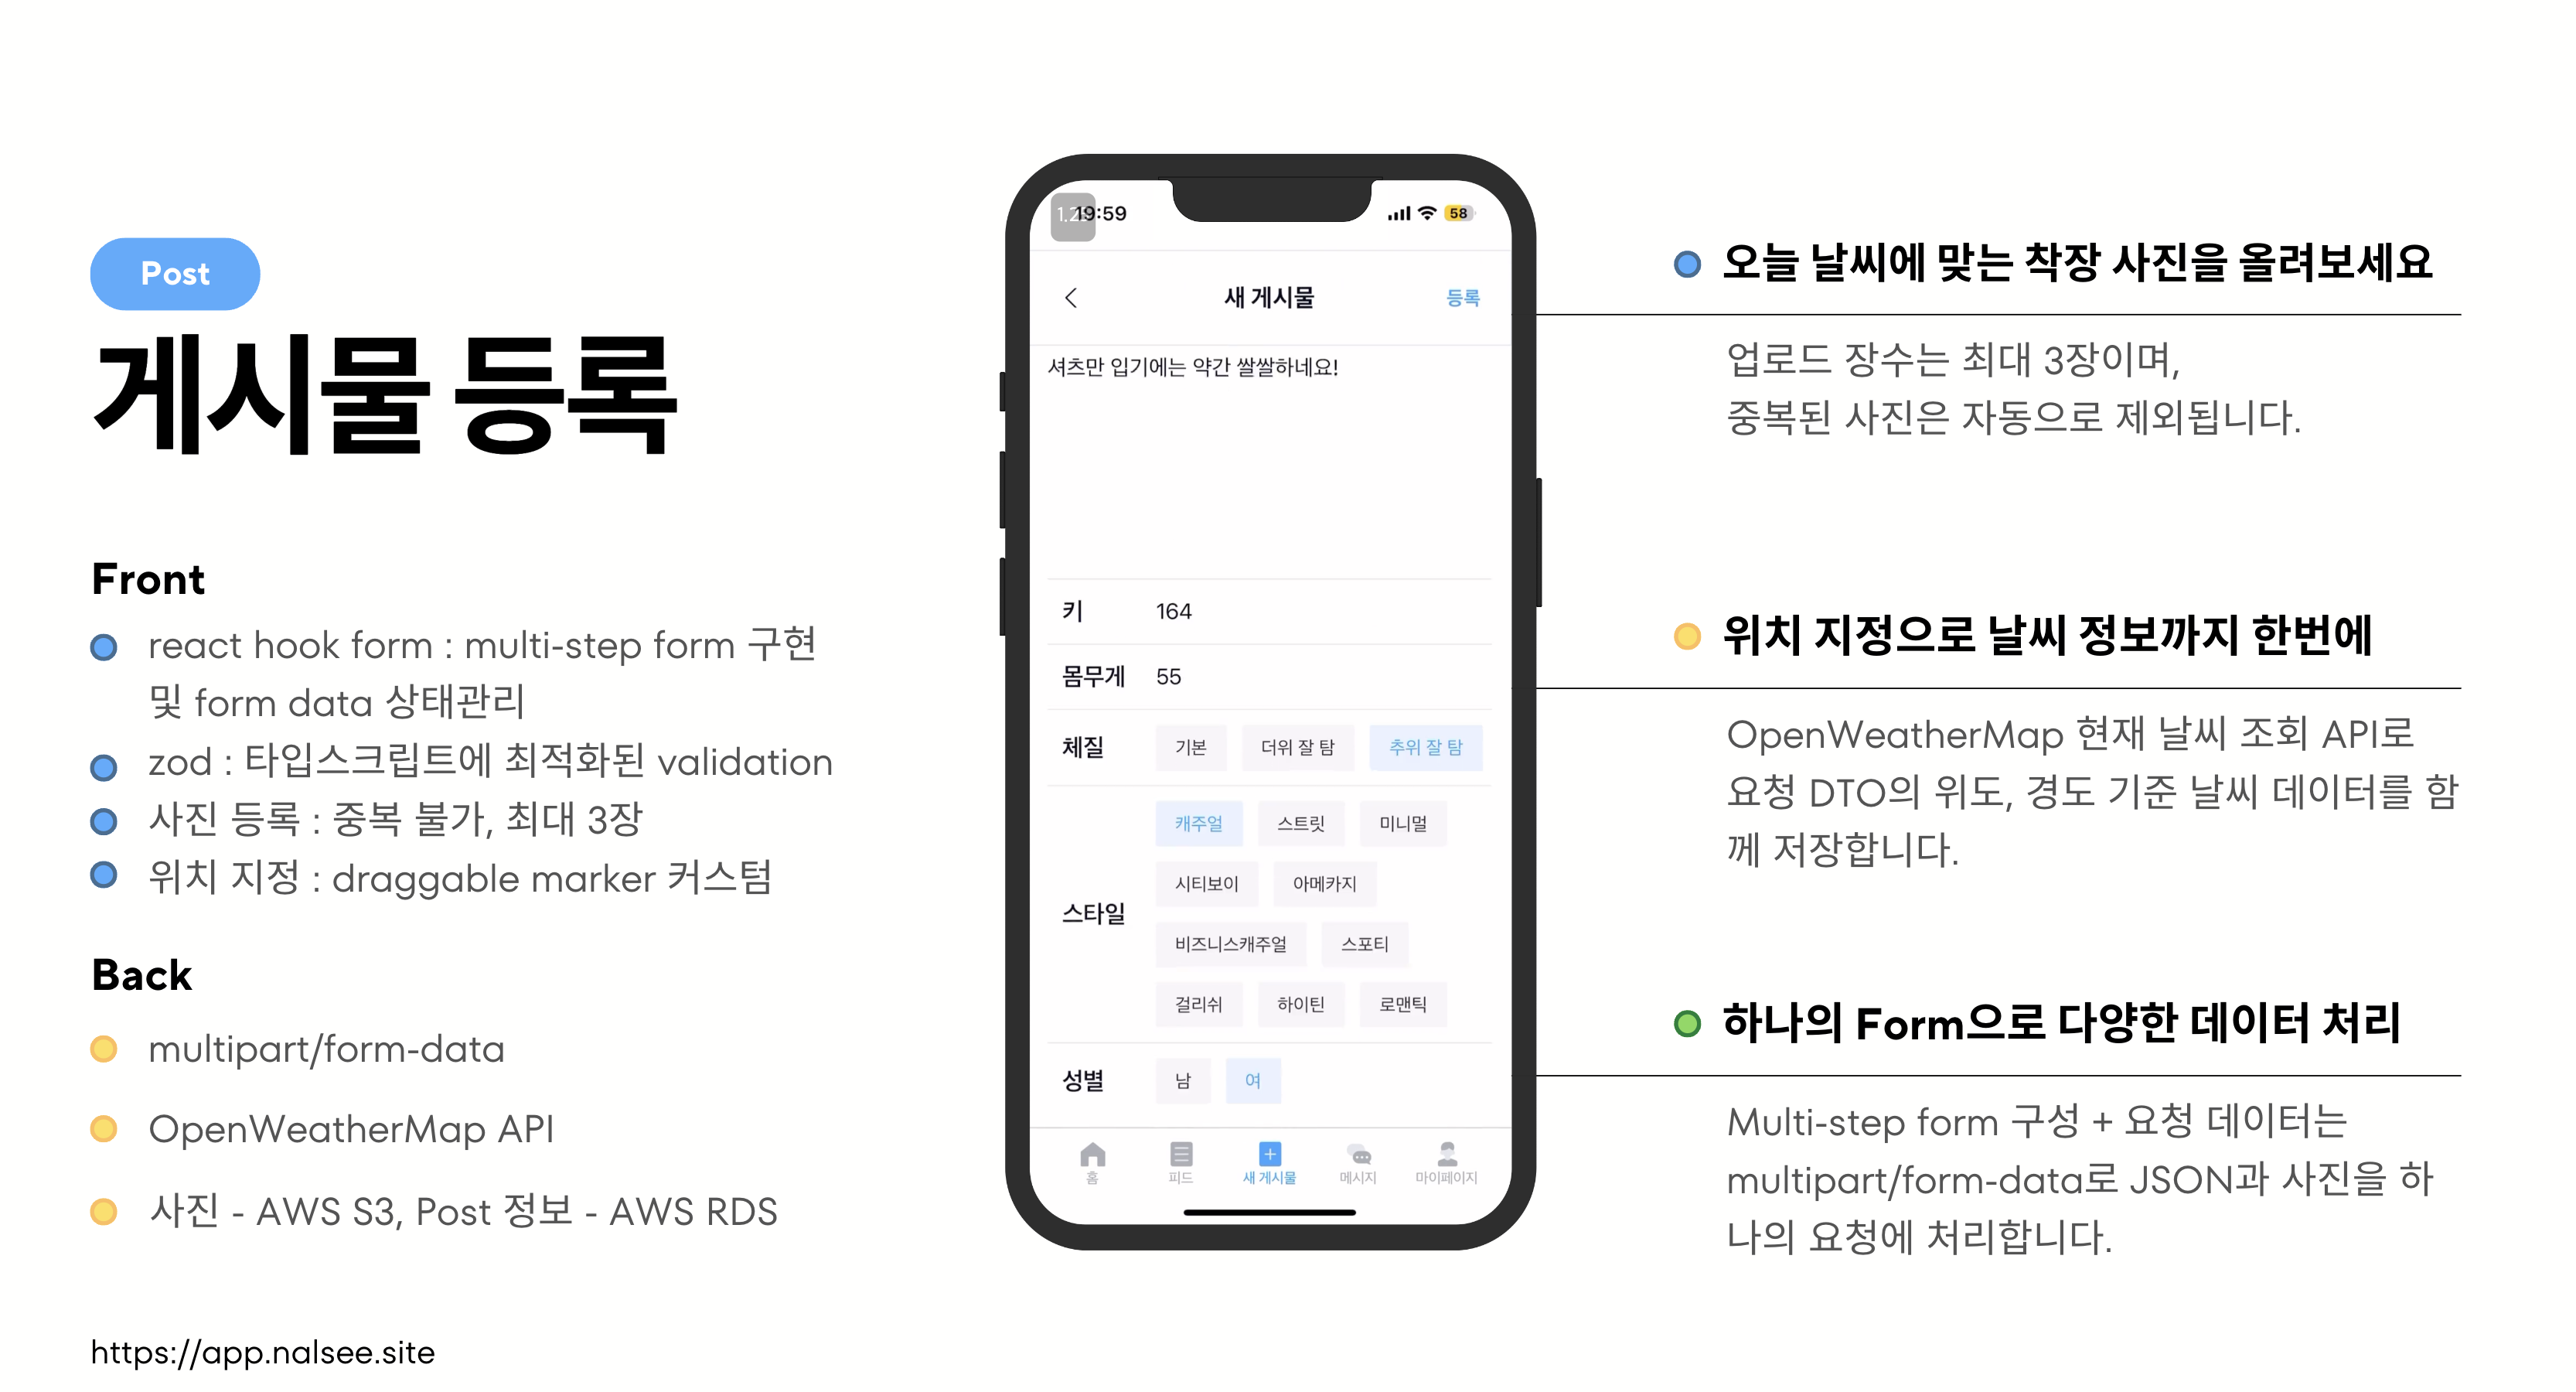 Post
게시물 등록
Front
react hook form : multi-step form 구현
및 form data 상태관리
zod : 타입스크립트에 최적화된 validation
사진 등록 : 중복 불가, 최대 3장
위치 지정 : draggable marker 커스텀
Back
multipart/form-data
OpenWeatherMap API
사진 - AWS S3, Post 정보 - AWS RDS
https://app.nalsee.site
19:59
58
새 게시물
등록
셔츠만 입기에는 약간 쌀쌀하네요!
키 164
몸무게 55
체질 기본 더위 잘 탐 추위 잘 탐
스타일
캐주얼 스트릿 미니멀
시티보이 아메카지
비즈니스캐주얼 스포티
걸리쉬 하이틴 로맨틱
성별 남 여
홈 피드 새 게시물 메시지 마이페이지
오늘 날씨에 맞는 착장 사진을 올려보세요
업로드 장수는 최대 3장이며,
중복된 사진은 자동으로 제외됩니다.
위치 지정으로 날씨 정보까지 한번에
OpenWeatherMap 현재 날씨 조회 API로
요청 DTO의 위도, 경도 기준 날씨 데이터를 함
께 저장합니다.
하나의 Form으로 다양한 데이터 처리
Multi-step form 구성 + 요청 데이터는
multipart/form-data로 JSON과 사진을 하
나의 요청에 처리합니다.